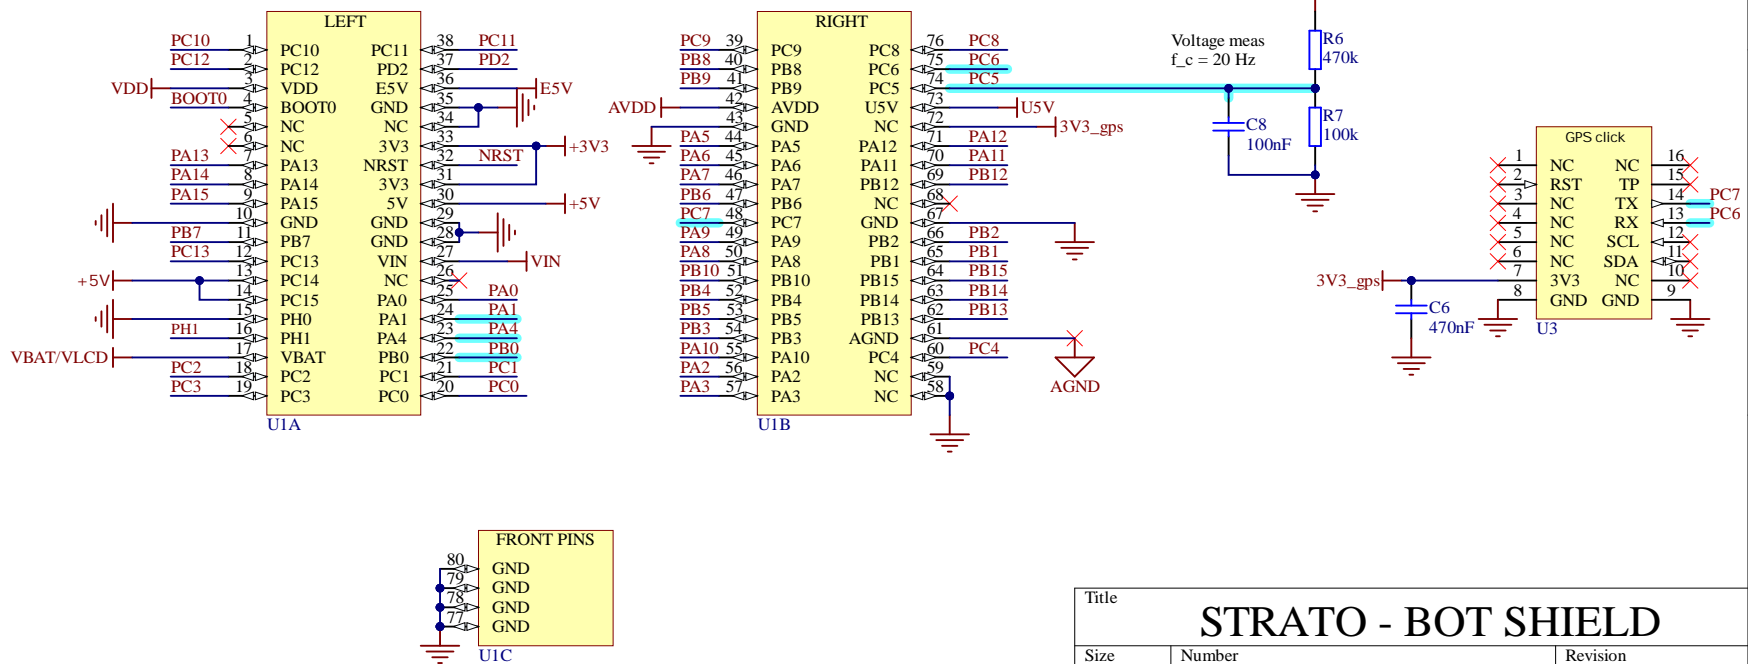 LEFT
PC10 1 PC10 PC11 38 PC11
PC12 2 PC12 PD2 37 PD2
VDD 3 VDD E5V 36 E5V
BOOT0 4 BOOT0 GND 35
5 NC NC 34
6 NC 3V3 33 +3V3
PA13 7 PA13 NRST 32 NRST
PA14 8 PA14 3V3 31
PA15 9 PA15 5V 30 +5V
10 GND GND 29
PB7 11 PB7 GND 28
PC13 12 PC13 VIN 27 VIN
+5V 13 PC14 NC 26
14 PC15 PA0 25 PA0
15 PH0 PA1 24 PA1
PH1 16 PH1 PA4 23 PA4
VBAT/VLCD 17 VBAT PB0 22 PB0
PC2 18 PC2 PC1 21 PC1
PC3 19 PC3 PC0 20 PC0
U1A
RIGHT
PC9 39 PC9 PC8 76 PC8
PB8 40 PB8 PC6 75 PC6
PB9 41 PB9 PC5 74 PC5
AVDD 42 AVDD U5V 73 U5V
43 GND NC 72 3V3_gps
PA5 44 PA5 PA12 71 PA12
PA6 45 PA6 PA11 70 PA11
PA7 46 PA7 PB12 69 PB12
PB6 47 PB6 NC 68
PC7 48 PC7 GND 67
PA9 49 PA9 PB2 66 PB2
PA8 50 PA8 PB1 65 PB1
PB10 51 PB10 PB15 64 PB15
PB4 52 PB4 PB14 63 PB14
PB5 53 PB5 PB13 62 PB13
PB3 54 PB3 AGND 61
PA10 55 PA10 PC4 60 PC4
PA2 56 PA2 NC 59
PA3 57 PA3 NC 58
U1B
AGND
Voltage meas
f_c = 20 Hz
R6
470k
R7
100k
C8
100nF
GPS click
1 NC NC 16
2 RST TP 15
3 NC TX 14 PC7
4 NC RX 13 PC6
5 NC SCL 12
6 NC SDA 11
3V3_gps 7 3V3 NC 10
8 GND GND 9
U3
C6
470nF
FRONT PINS
80 GND
79 GND
78 GND
77 GND
U1C
Title
STRATO - BOT SHIELD
Size Number Revision